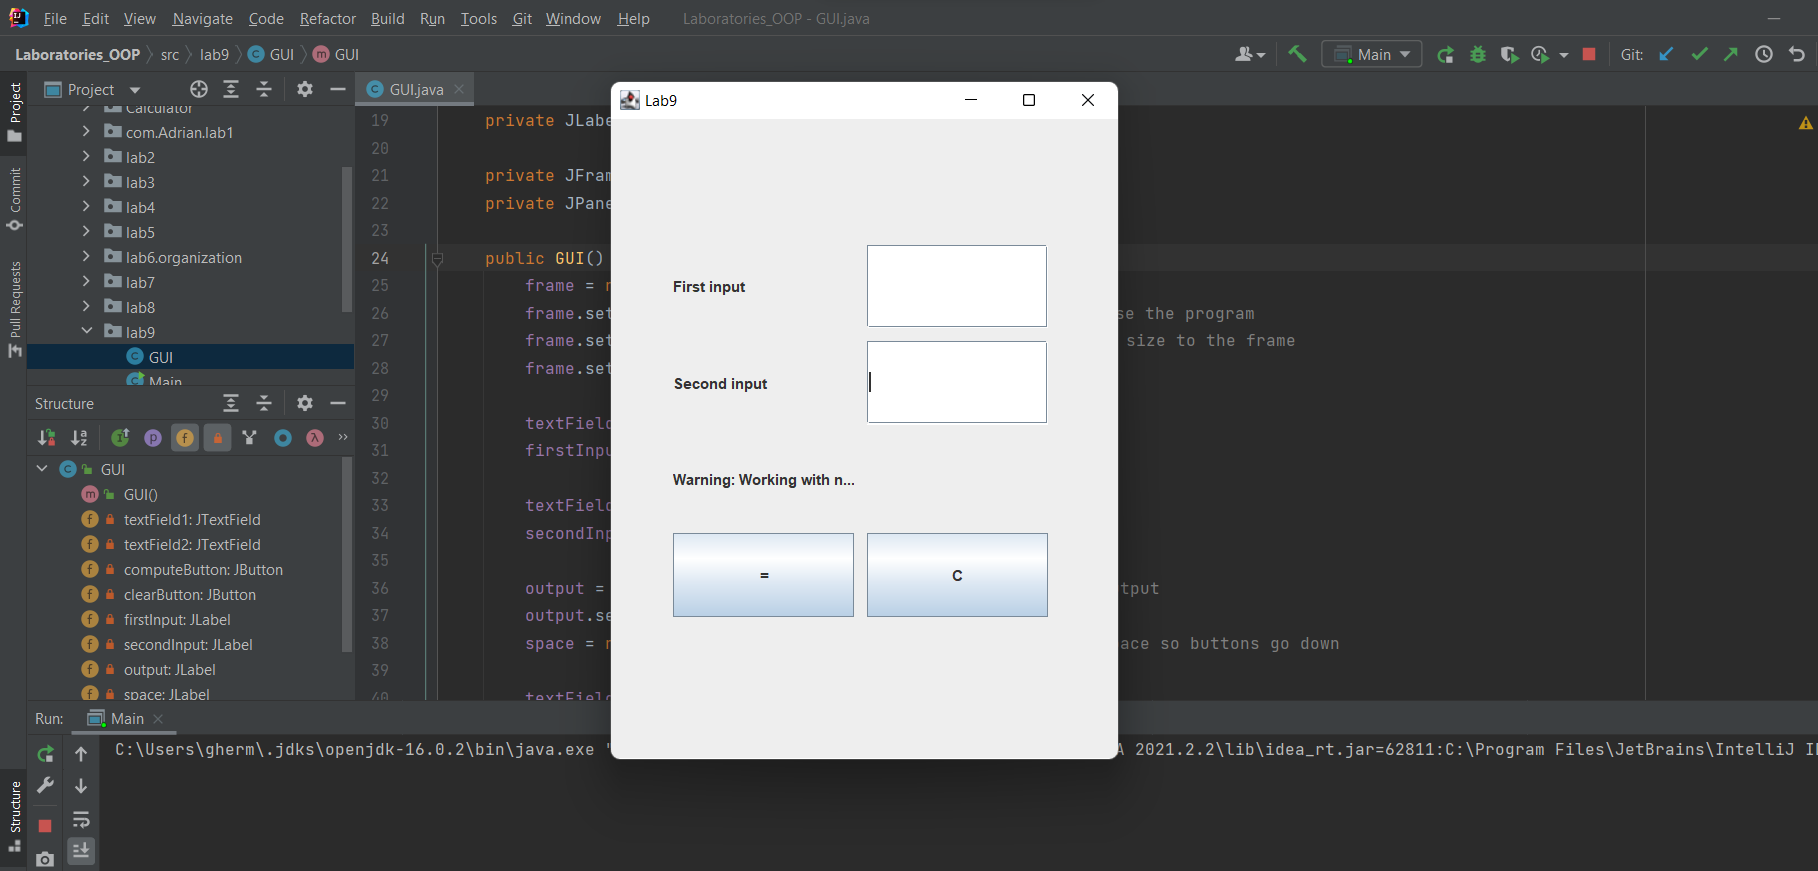 File Edit View Navigate Code Refactor Build Run Tools Git Window Help Laboratories_OOP - GUI.java
Laboratories_OOP src lab9 GUI GUI
Main
Git:
Project
Commit
Pull Requests
Structure
Project
Calculator
com.Adrian.lab1
lab2
lab3
lab4
lab5
lab6.organization
lab7
lab8
lab9
GUI
Main
Structure
GUI
GUI()
textField1: JTextField
textField2: JTextField
computeButton: JButton
clearButton: JButton
firstInput: JLabel
secondInput: JLabel
output: JLabel
space: JLabel
GUI.java
19 private JLabe
20
21 private JFram
22 private JPane
23
24 public GUI()
25 frame =
26 frame.set se the program
27 frame.set size to the frame
28 frame.set
29
30 textField
31 firstInpu
32
33 textField
34 secondInp
35
36 output = tput
37 output.se
38 space = ace so buttons go down
39
40 textField
Lab9
First input
Second input
Warning: Working with n...
=
C
Run: Main
C:\Users\gherm\.jdks\openjdk-16.0.2\bin\java.exe A 2021.2.2\lib\idea_rt.jar=62811:C:\Program Files\JetBrains\IntelliJ